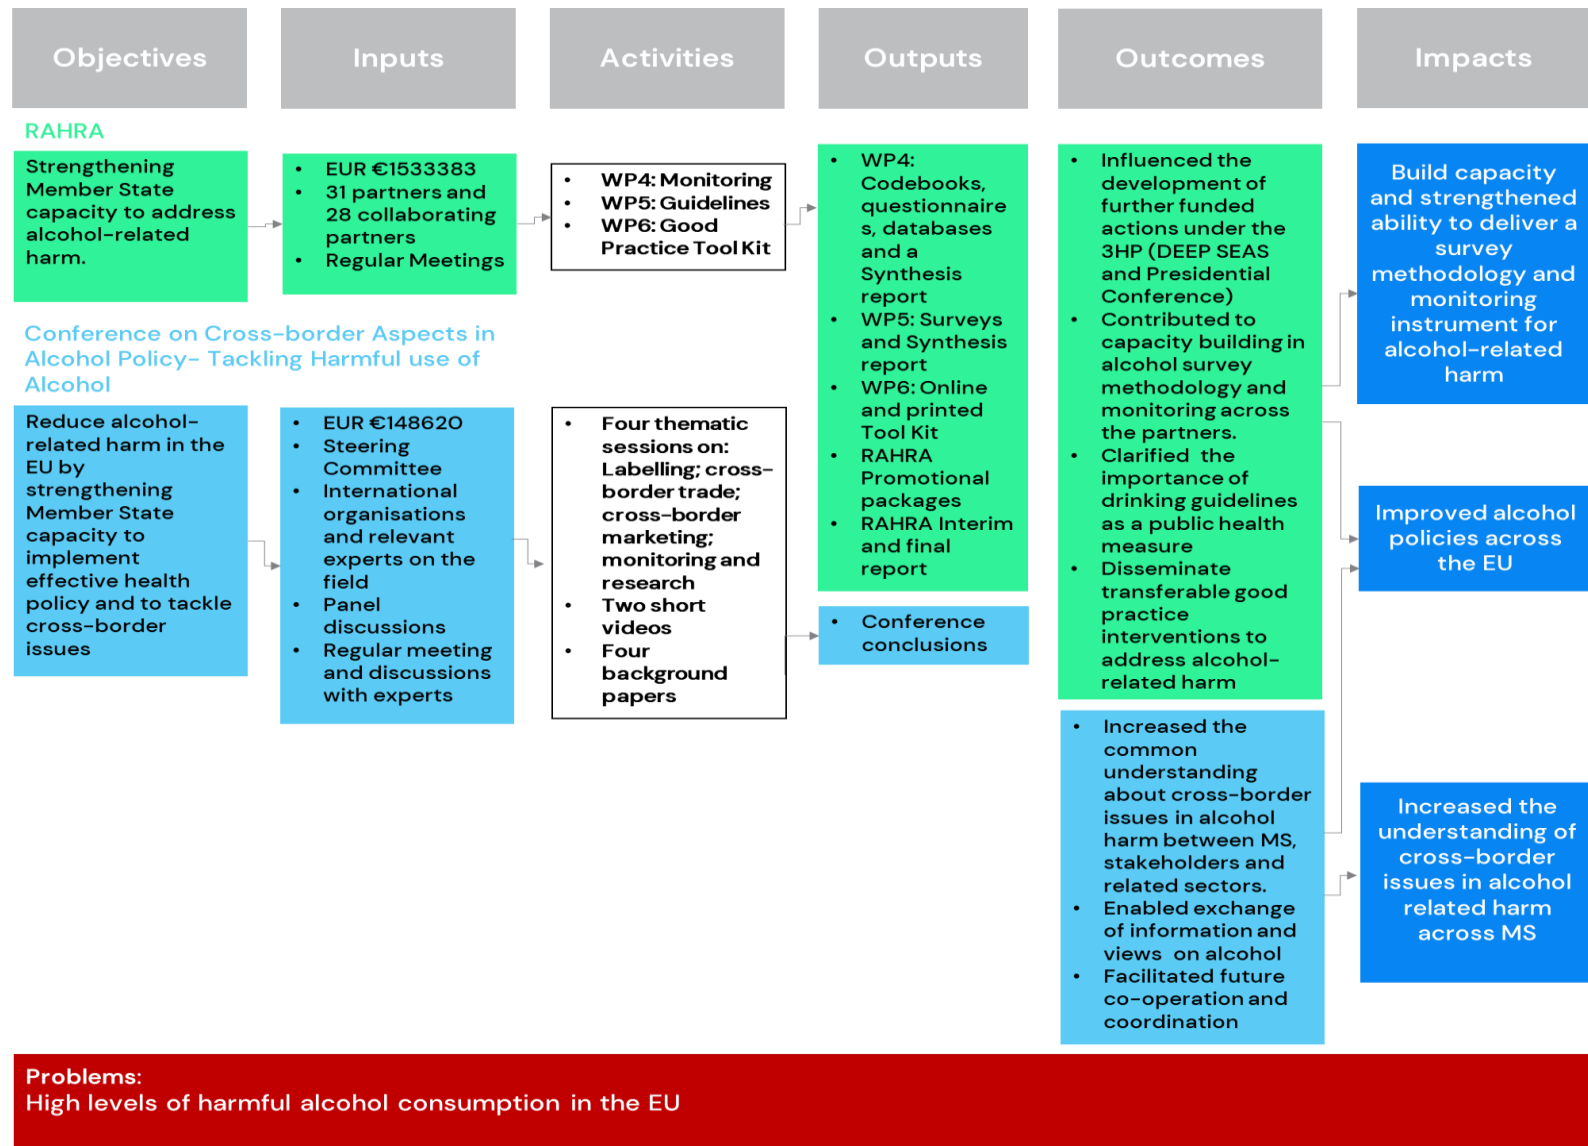 Objectives
Inputs
Activities
Outputs
Outcomes
Impacts
RAHRA
Strengthening
Member State
capacity to address
alcohol-related
harm.
• EUR €1533383
• 31 partners and
28 collaborating
partners
• Regular Meetings
• WP4: Monitoring
• WP5: Guidelines
• WP6: Good
Practice Tool Kit
• WP4:
Codebooks,
questionnaire
s, databases
and a
Synthesis
report
• WP5: Surveys
and Synthesis
report
• WP6: Online
and printed
Tool Kit
• RAHRA
Promotional
packages
• RAHRA Interim
and final
report
• Influenced the
development of
further funded
actions under the
3HP (DEEP SEAS
and Presidential
Conference)
• Contributed to
capacity building in
alcohol survey
methodology and
monitoring across
the partners.
• Clarified the
importance of
drinking guidelines
as a public health
measure
• Disseminate
transferable good
practice
interventions to
address alcohol-
related harm
Build capacity
and strengthened
ability to deliver a
survey
methodology and
monitoring
instrument for
alcohol-related
harm
Improved alcohol
policies across
the EU
Conference on Cross-border Aspects in
Alcohol Policy- Tackling Harmful use of
Alcohol
Reduce alcohol-
related harm in the
EU by
strengthening
Member State
capacity to
implement
effective health
policy and to tackle
cross-border
issues
• EUR €148620
• Steering
Committee
• International
organisations
and relevant
experts on the
field
• Panel
discussions
• Regular meeting
and discussions
with experts
• Four thematic
sessions on:
Labelling; cross-
border trade;
cross-border
marketing;
monitoring and
research
• Two short
videos
• Four
background
papers
• Conference
conclusions
• Increased the
common
understanding
about cross-border
issues in alcohol
harm between MS,
stakeholders and
related sectors.
• Enabled exchange
of information and
views on alcohol
• Facilitated future
co-operation and
coordination
Increased the
understanding of
cross-border
issues in alcohol
related harm
across MS
Problems:
High levels of harmful alcohol consumption in the EU